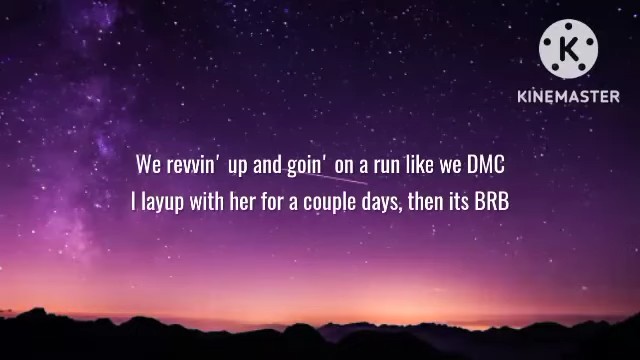 K
KINEMASTER
We revvin' up and goin' on a run like we DMC
I layup with her for a couple days, then its BRB